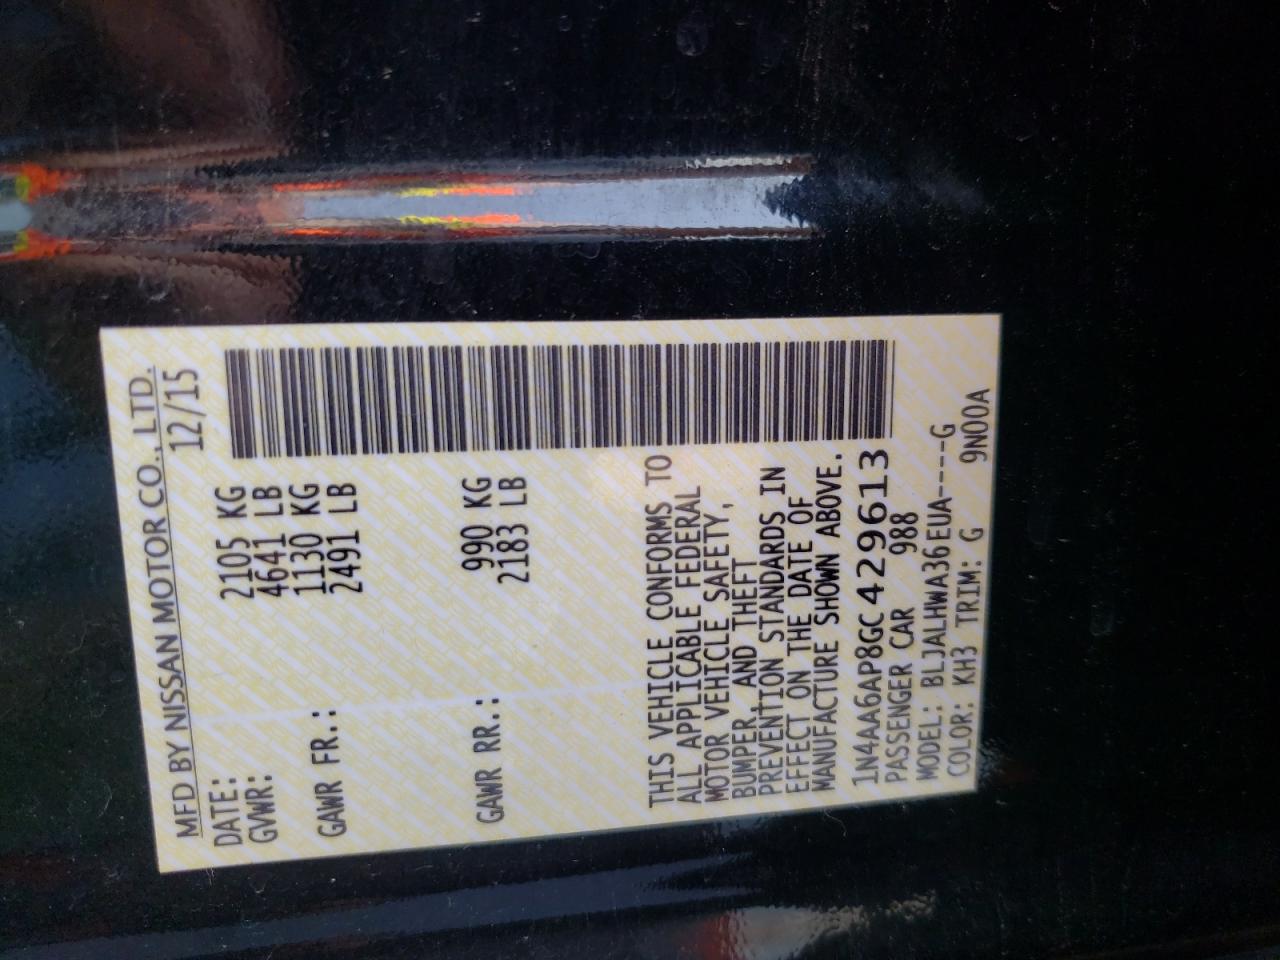 MFD BY NISSAN MOTOR CO., LTD.
DATE: 12/15
GVWR: 2105 KG
4641 LB
GAWR FR.: 1130 KG
2491 LB
GAWR RR.: 990 KG
2183 LB
THIS VEHICLE CONFORMS TO
ALL APPLICABLE FEDERAL
MOTOR VEHICLE SAFETY,
BUMPER, AND THEFT
PREVENTION STANDARDS IN
EFFECT ON THE DATE OF
MANUFACTURE SHOWN ABOVE.
1N4AA6AP8GC429613
PASSENGER CAR 988
MODEL: BLJALHWA36EUA----G
COLOR: KH3 TRIM: G 9N00A